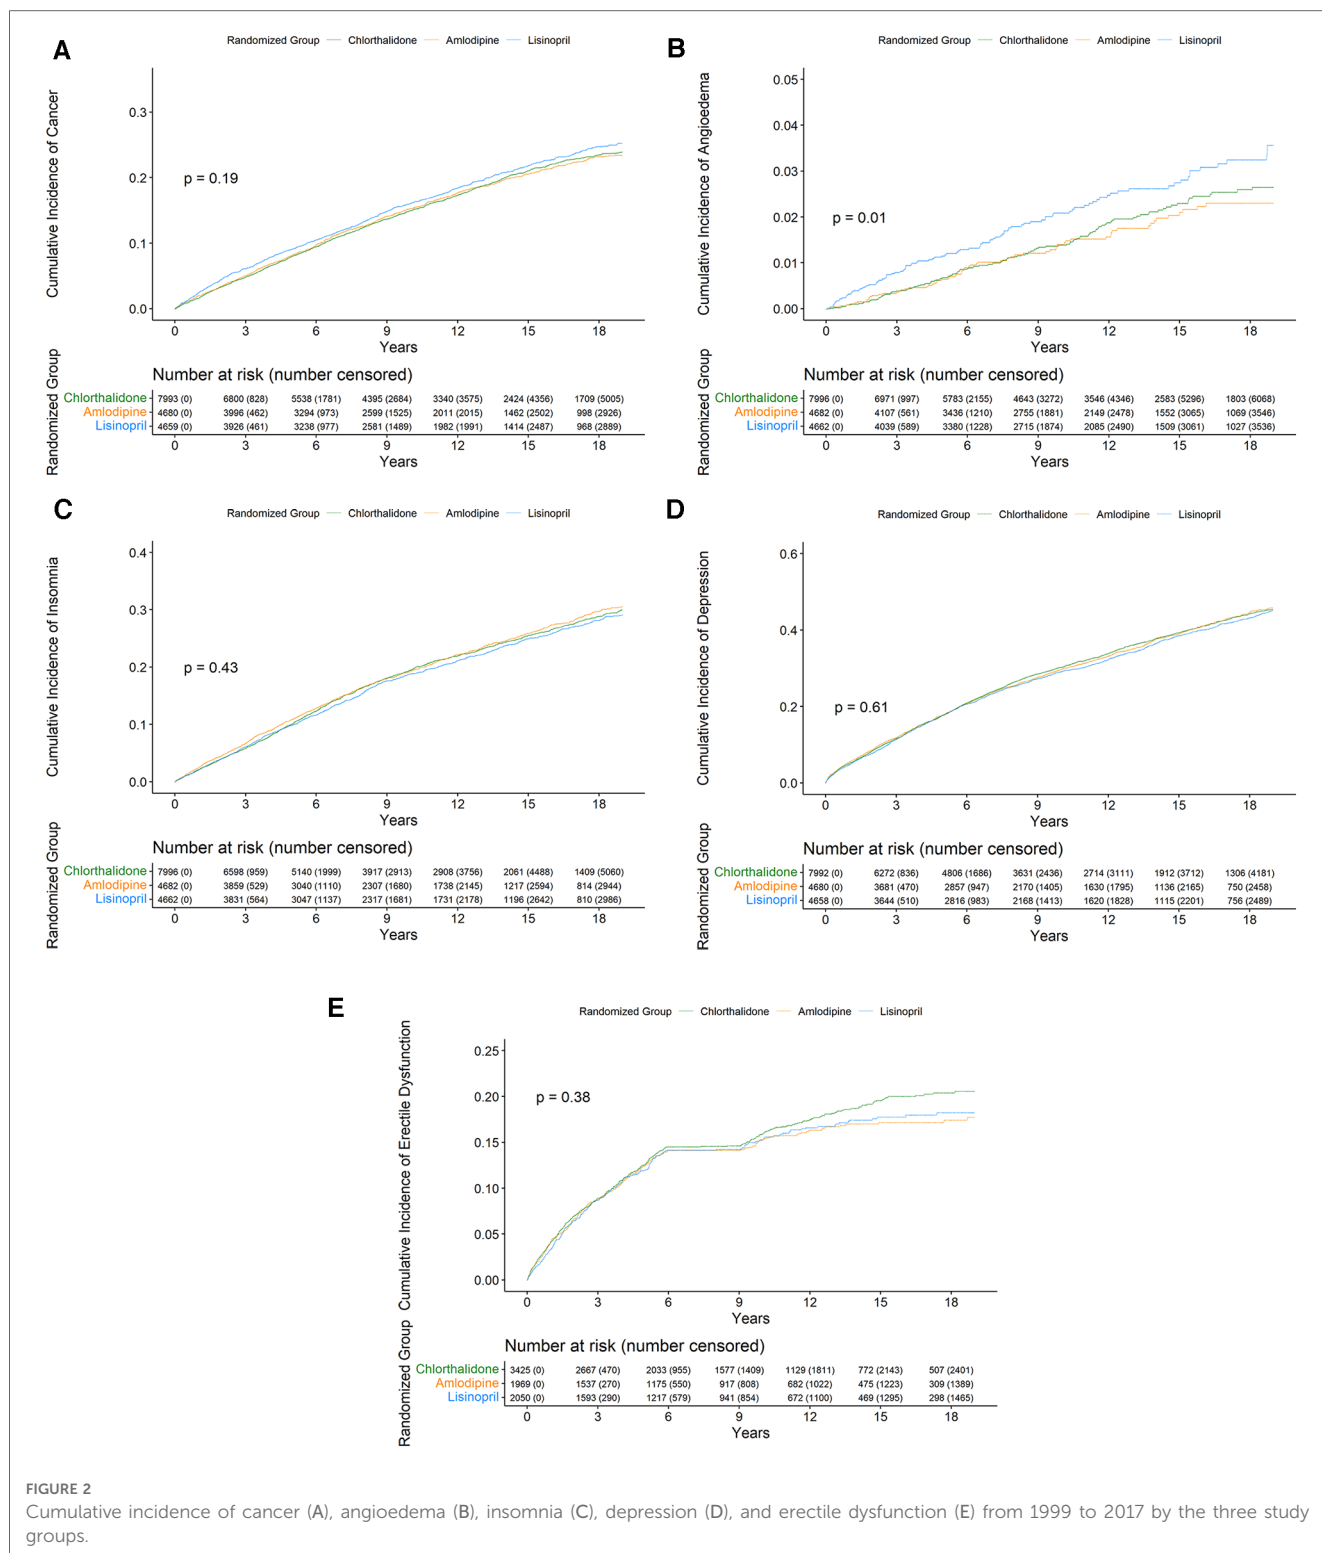 A
Randomized Group — Chlorthalidone — Amlodipine — Lisinopril
Cumulative Incidence of Cancer
0.3
0.2
0.1
0.0
p = 0.19
0 3 6 9 12 15 18
Years
Number at risk (number censored)
Randomized Group
Chlorthalidone 7993 (0) 6800 (828) 5538 (1781) 4395 (2684) 3340 (3575) 2424 (4356) 1709 (5005)
Amlodipine 4680 (0) 3996 (462) 3294 (973) 2599 (1525) 2011 (2015) 1462 (2502) 998 (2926)
Lisinopril 4659 (0) 3926 (461) 3238 (977) 2581 (1489) 1982 (1991) 1414 (2487) 968 (2889)
0 3 6 9 12 15 18
Years
B
Randomized Group — Chlorthalidone — Amlodipine — Lisinopril
Cumulative Incidence of Angioedema
0.05
0.04
0.03
0.02
0.01
0.00
p = 0.01
0 3 6 9 12 15 18
Years
Number at risk (number censored)
Randomized Group
Chlorthalidone 7996 (0) 6971 (997) 5783 (2155) 4643 (3272) 3546 (4346) 2583 (5296) 1803 (6068)
Amlodipine 4682 (0) 4107 (561) 3436 (1210) 2755 (1881) 2149 (2478) 1552 (3065) 1069 (3546)
Lisinopril 4662 (0) 4039 (589) 3380 (1228) 2715 (1874) 2085 (2490) 1509 (3061) 1027 (3536)
0 3 6 9 12 15 18
Years
C
Randomized Group — Chlorthalidone — Amlodipine — Lisinopril
Cumulative Incidence of Insomnia
0.4
0.3
0.2
0.1
0.0
p = 0.43
0 3 6 9 12 15 18
Years
Number at risk (number censored)
Randomized Group
Chlorthalidone 7996 (0) 6598 (959) 5140 (1999) 3917 (2913) 2908 (3756) 2061 (4488) 1409 (5060)
Amlodipine 4682 (0) 3859 (529) 3040 (1110) 2307 (1680) 1738 (2145) 1217 (2594) 814 (2944)
Lisinopril 4662 (0) 3831 (564) 3047 (1137) 2317 (1681) 1731 (2178) 1196 (2642) 810 (2986)
0 3 6 9 12 15 18
Years
D
Randomized Group — Chlorthalidone — Amlodipine — Lisinopril
Cumulative Incidence of Depression
0.6
0.4
0.2
0.0
p = 0.61
0 3 6 9 12 15 18
Years
Number at risk (number censored)
Randomized Group
Chlorthalidone 7992 (0) 6272 (836) 4806 (1686) 3631 (2436) 2714 (3111) 1912 (3712) 1306 (4181)
Amlodipine 4680 (0) 3681 (470) 2857 (947) 2170 (1405) 1630 (1795) 1136 (2165) 750 (2458)
Lisinopril 4658 (0) 3644 (510) 2816 (983) 2168 (1413) 1620 (1828) 1115 (2201) 756 (2489)
0 3 6 9 12 15 18
Years
E
Randomized Group — Chlorthalidone — Amlodipine — Lisinopril
Cumulative Incidence of Erectile Dysfunction
0.25
0.20
0.15
0.10
0.05
0.00
p = 0.38
0 3 6 9 12 15 18
Years
Number at risk (number censored)
Randomized Group
Chlorthalidone 3425 (0) 2667 (470) 2033 (955) 1577 (1409) 1129 (1811) 772 (2143) 507 (2401)
Amlodipine 1969 (0) 1537 (270) 1175 (550) 917 (808) 682 (1022) 475 (1223) 309 (1389)
Lisinopril 2050 (0) 1593 (290) 1217 (579) 941 (854) 672 (1100) 469 (1295) 298 (1465)
0 3 6 9 12 15 18
Years
FIGURE 2
Cumulative incidence of cancer (A), angioedema (B), insomnia (C), depression (D), and erectile dysfunction (E) from 1999 to 2017 by the three study
groups.